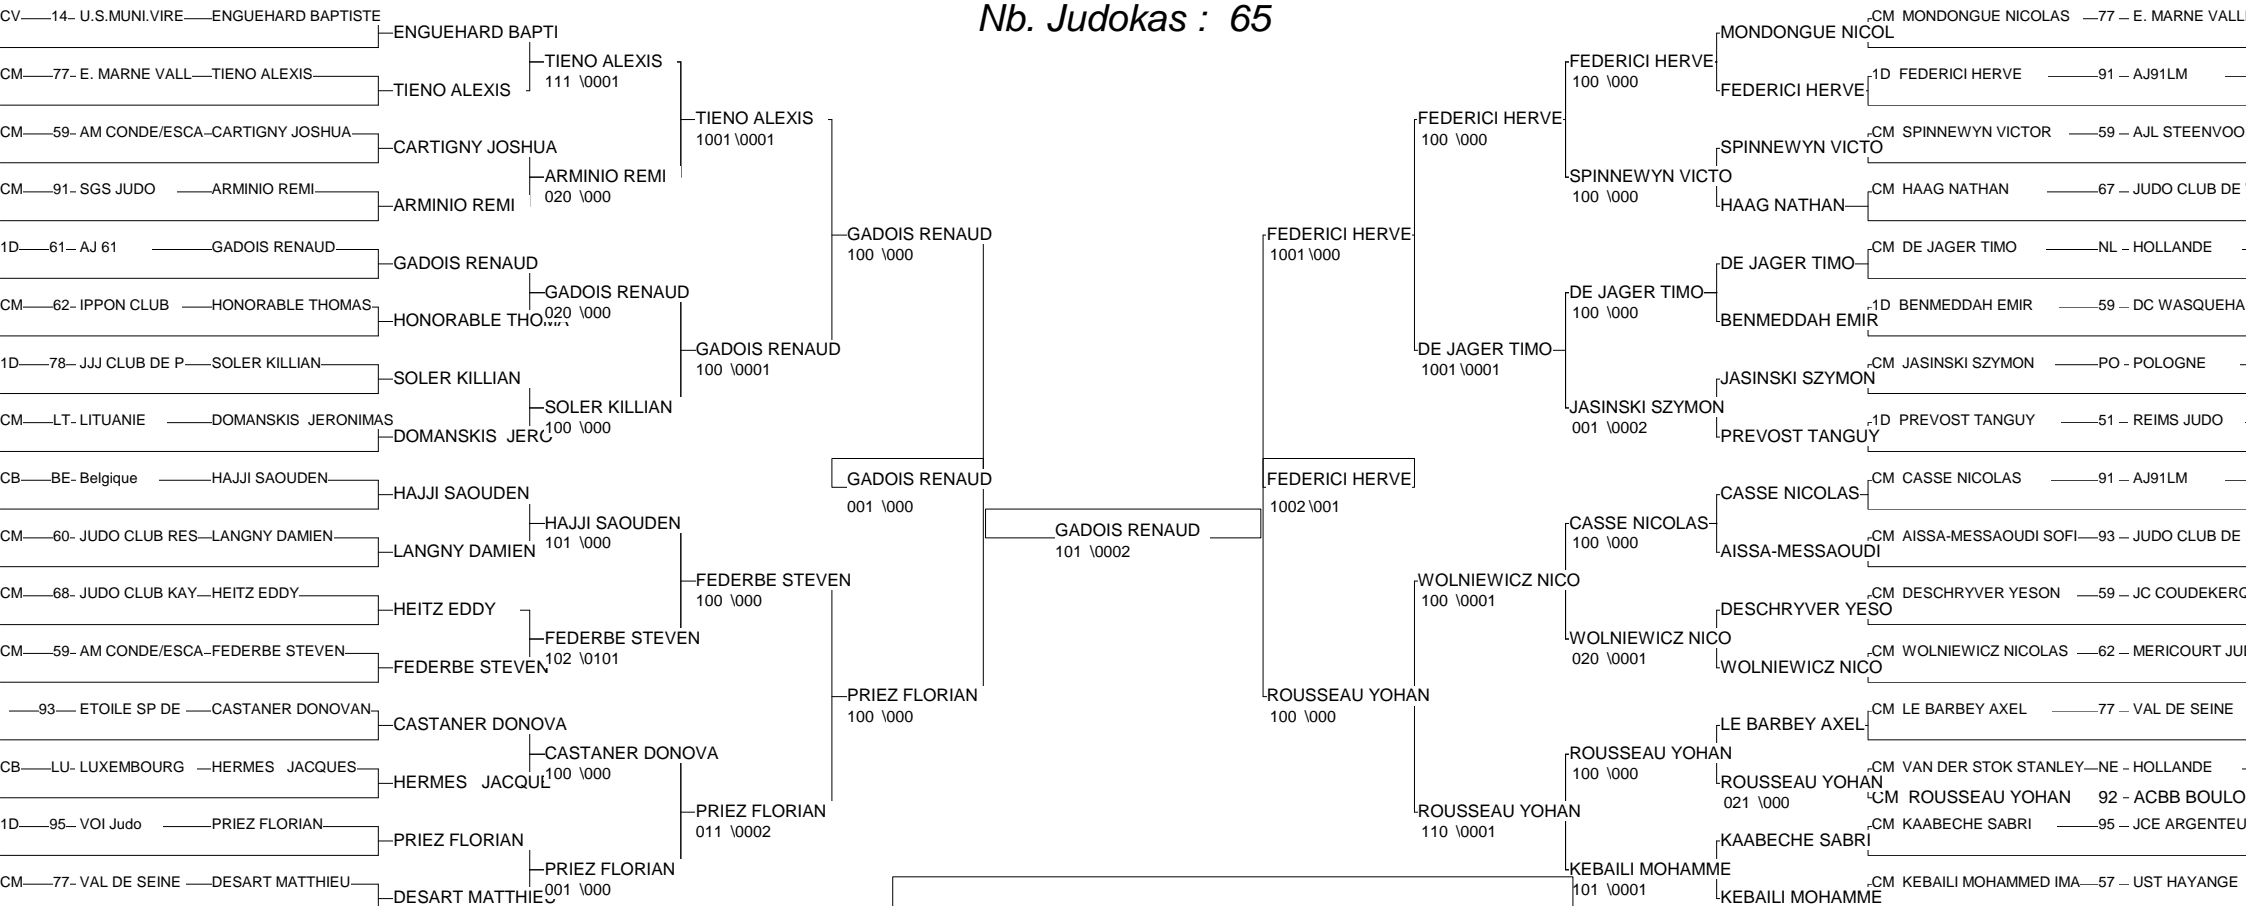 Nb. Judokas : 65
CV 14 U.S.MUNI.VIRE ENGUEHARD BAPTISTE
CM 77 E. MARNE VALL TIENO ALEXIS
CM 59 AM CONDE/ESCA CARTIGNY JOSHUA
CM 91 SGS JUDO ARMINIO REMI
1D 61 AJ 61 GADOIS RENAUD
CM 62 IPPON CLUB HONORABLE THOMAS
1D 78 JJJ CLUB DE P SOLER KILLIAN
CM LT LITUANIE DOMANSKIS JERONIMAS
CB BE Belgique HAJJI SAOUDEN
CM 60 JUDO CLUB RES LANGNY DAMIEN
CM 68 JUDO CLUB KAY HEITZ EDDY
CM 59 AM CONDE/ESCA FEDERBE STEVEN
93 ETOILE SP DE CASTANER DONOVAN
CB LU LUXEMBOURG HERMES JACQUES
1D 95 VOI Judo PRIEZ FLORIAN
CM 77 VAL DE SEINE DESART MATTHIEU
ENGUEHARD BAPTI
TIENO ALEXIS
CARTIGNY JOSHUA
ARMINIO REMI
GADOIS RENAUD
HONORABLE THOMA
SOLER KILLIAN
DOMANSKIS JERO
HAJJI SAOUDEN
LANGNY DAMIEN
HEITZ EDDY
FEDERBE STEVEN
CASTANER DONOVA
HERMES JACQUE
PRIEZ FLORIAN
DESART MATTHIEU
TIENO ALEXIS
111 \0001
ARMINIO REMI
020 \000
GADOIS RENAUD
020 \000
SOLER KILLIAN
100 \000
HAJJI SAOUDEN
101 \000
FEDERBE STEVEN
102 \0101
CASTANER DONOVA
100 \000
PRIEZ FLORIAN
001 \000
TIENO ALEXIS
1001 \0001
GADOIS RENAUD
100 \0001
FEDERBE STEVEN
100 \000
PRIEZ FLORIAN
011 \0002
GADOIS RENAUD
100 \000
GADOIS RENAUD
001 \000
PRIEZ FLORIAN
100 \000
GADOIS RENAUD
101 \0002
FEDERICI HERVE
1001 \000
FEDERICI HERVE
1002 \001
ROUSSEAU YOHAN
100 \000
FEDERICI HERVE
100 \000
DE JAGER TIMO
1001 \0001
WOLNIEWICZ NICO
100 \0001
ROUSSEAU YOHAN
110 \0001
FEDERICI HERVE
100 \000
SPINNEWYN VICTO
100 \000
DE JAGER TIMO
100 \000
JASINSKI SZYMON
001 \0002
CASSE NICOLAS
100 \000
WOLNIEWICZ NICO
020 \0001
ROUSSEAU YOHAN
100 \000
KEBAILI MOHAMME
101 \0001
MONDONGUE NICOL
FEDERICI HERVE
SPINNEWYN VICTO
HAAG NATHAN
DE JAGER TIMO
BENMEDDAH EMIR
JASINSKI SZYMON
PREVOST TANGUY
CASSE NICOLAS
AISSA-MESSAOUDI
DESCHRYVER YESO
WOLNIEWICZ NICO
LE BARBEY AXEL
ROUSSEAU YOHAN
021 \000
KAABECHE SABRI
KEBAILI MOHAMME
CM MONDONGUE NICOLAS 77 E. MARNE VALL
1D FEDERICI HERVE 91 AJ91LM
CM SPINNEWYN VICTOR 59 AJL STEENVOO
CM HAAG NATHAN 67 JUDO CLUB DE
CM DE JAGER TIMO NL HOLLANDE
1D BENMEDDAH EMIR 59 DC WASQUEHA
CM JASINSKI SZYMON PO POLOGNE
1D PREVOST TANGUY 51 REIMS JUDO
CM CASSE NICOLAS 91 AJ91LM
CM AISSA-MESSAOUDI SOFI 93 JUDO CLUB DE
CM DESCHRYVER YESON 59 JC COUDEKERQ
CM WOLNIEWICZ NICOLAS 62 MERICOURT JUD
CM LE BARBEY AXEL 77 VAL DE SEINE
CM VAN DER STOK STANLEY NE HOLLANDE
CM ROUSSEAU YOHAN 92 - ACBB BOULO
CM KAABECHE SABRI 95 JCE ARGENTEU
CM KEBAILI MOHAMMED IMA 57 UST HAYANGE